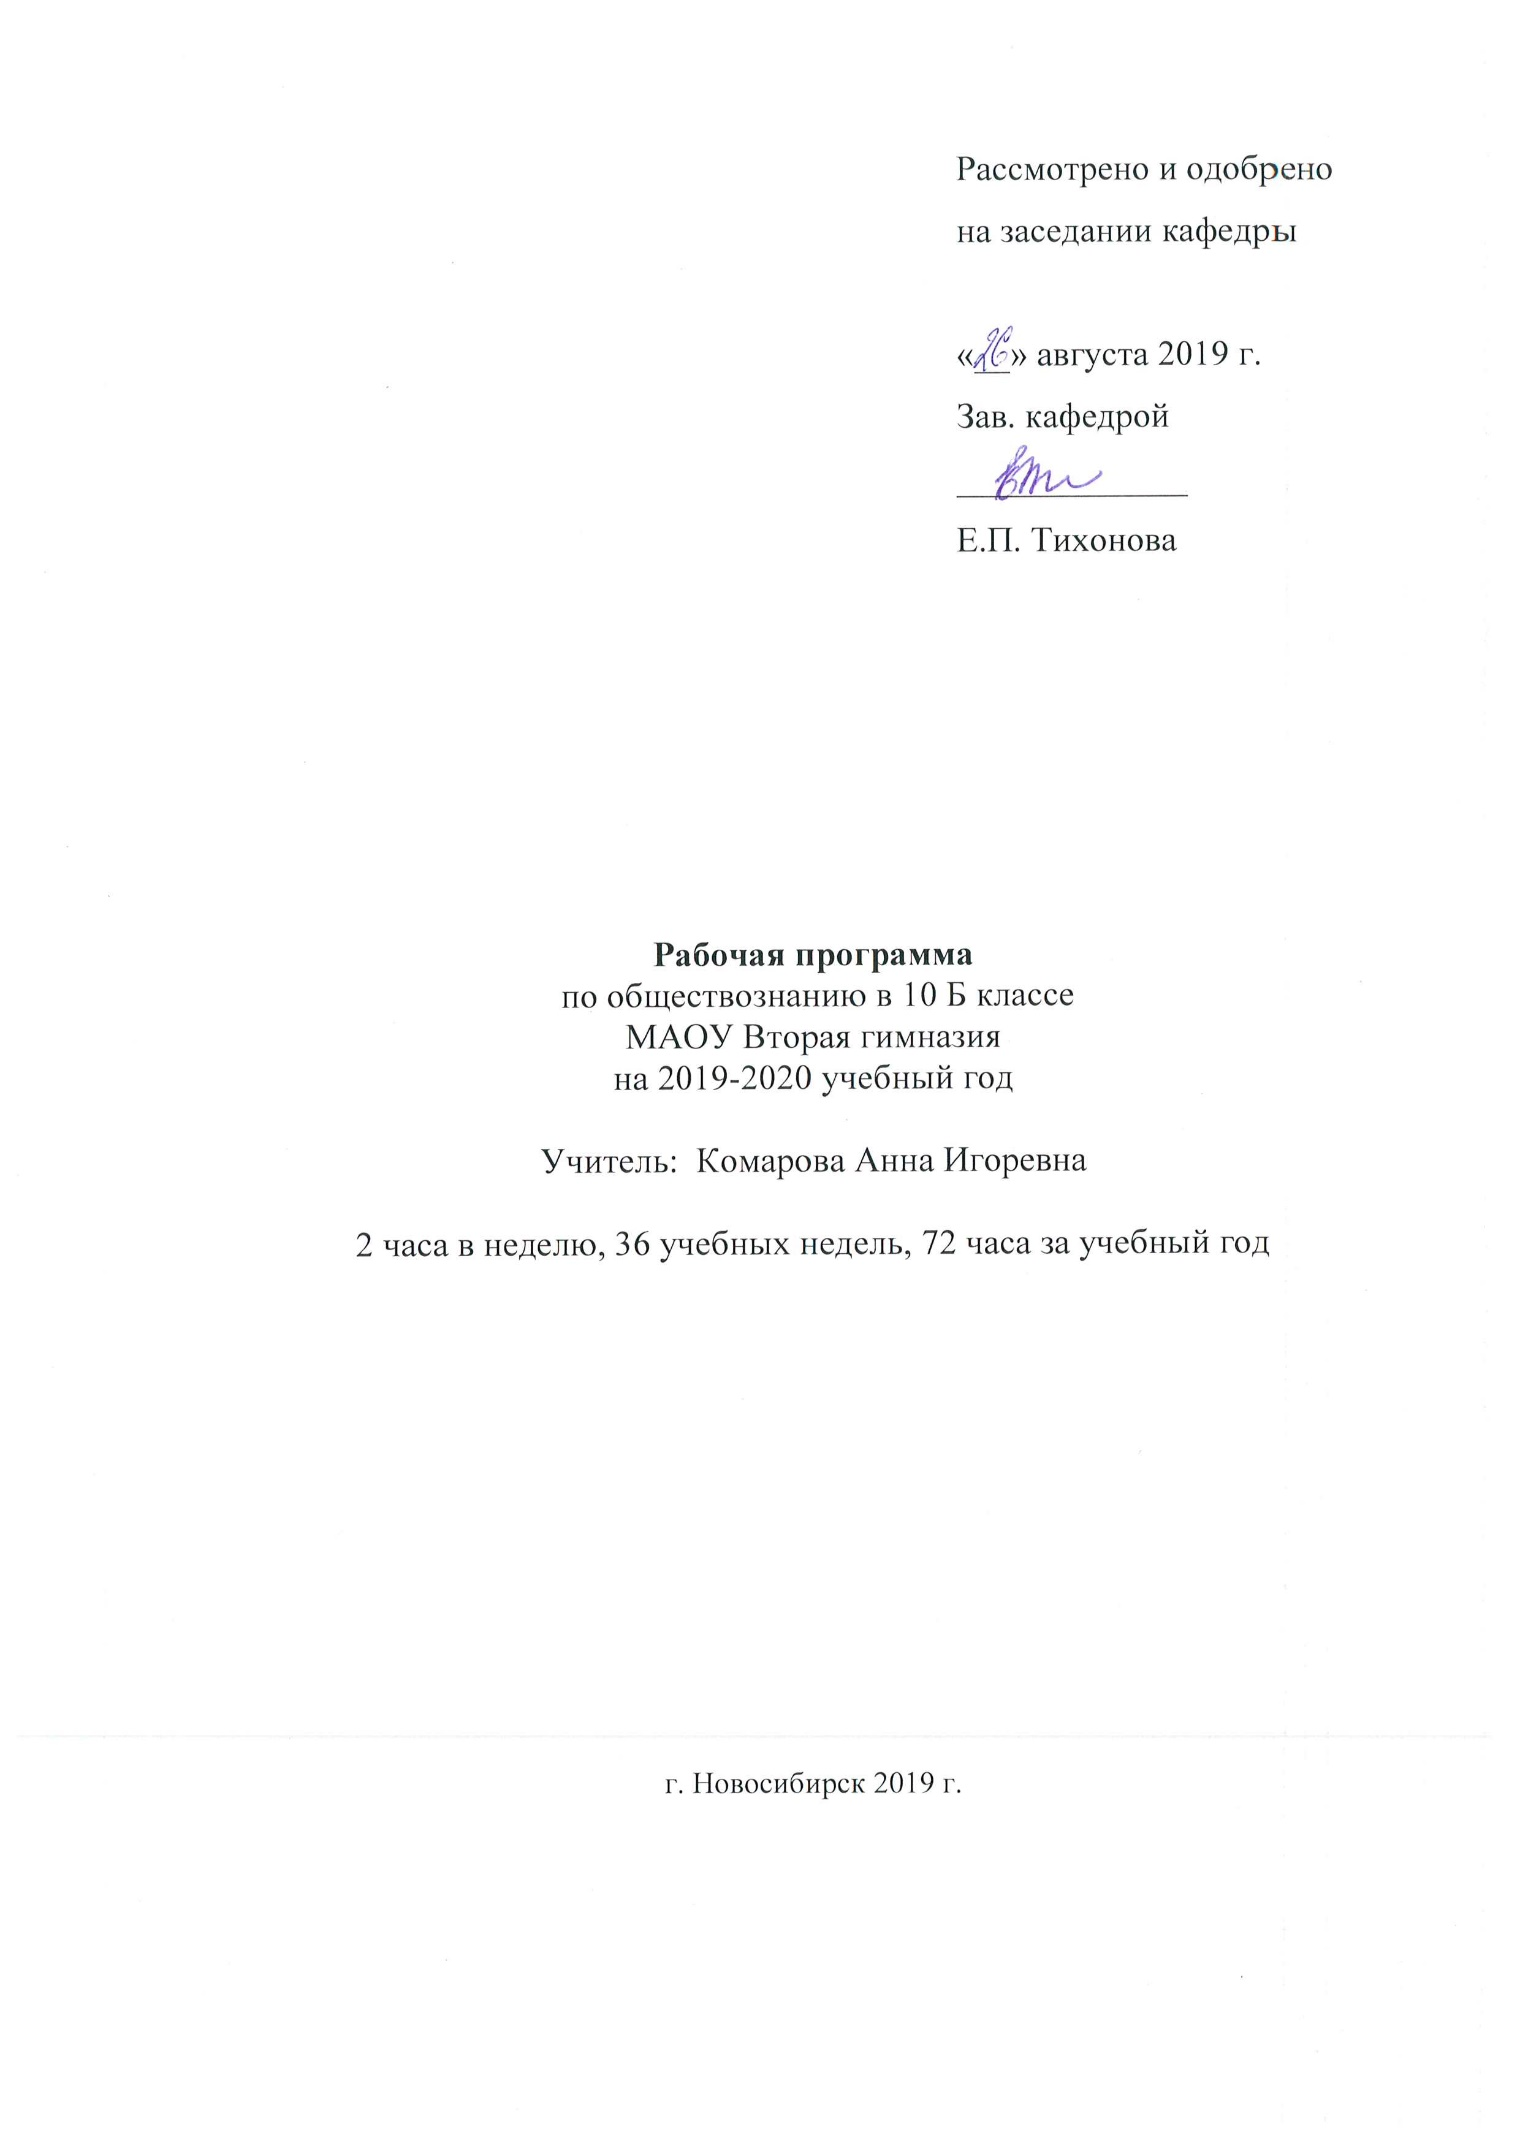 Рассмотрено и одобрено
на заседании кафедры
«26» августа 2019 г.
Зав. кафедрой
Е.П. Тихонова
Рабочая программа
по обществознанию в 10 Б классе
МАОУ Вторая гимназия
на 2019-2020 учебный год
Учитель:  Комарова Анна Игоревна
2 часа в неделю, 36 учебных недель, 72 часа за учебный год
г. Новосибирск 2019 г.